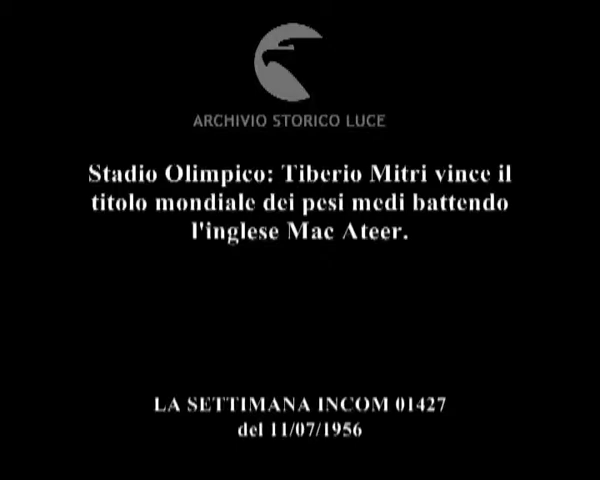 ARCHIVIO STORICO LUCE
Stadio Olimpico: Tiberio Mitri vince il
titolo mondiale dei pesi medi battendo
l'inglese Mac Ateer.
LA SETTIMANA INCOM 01427
del 11/07/1956